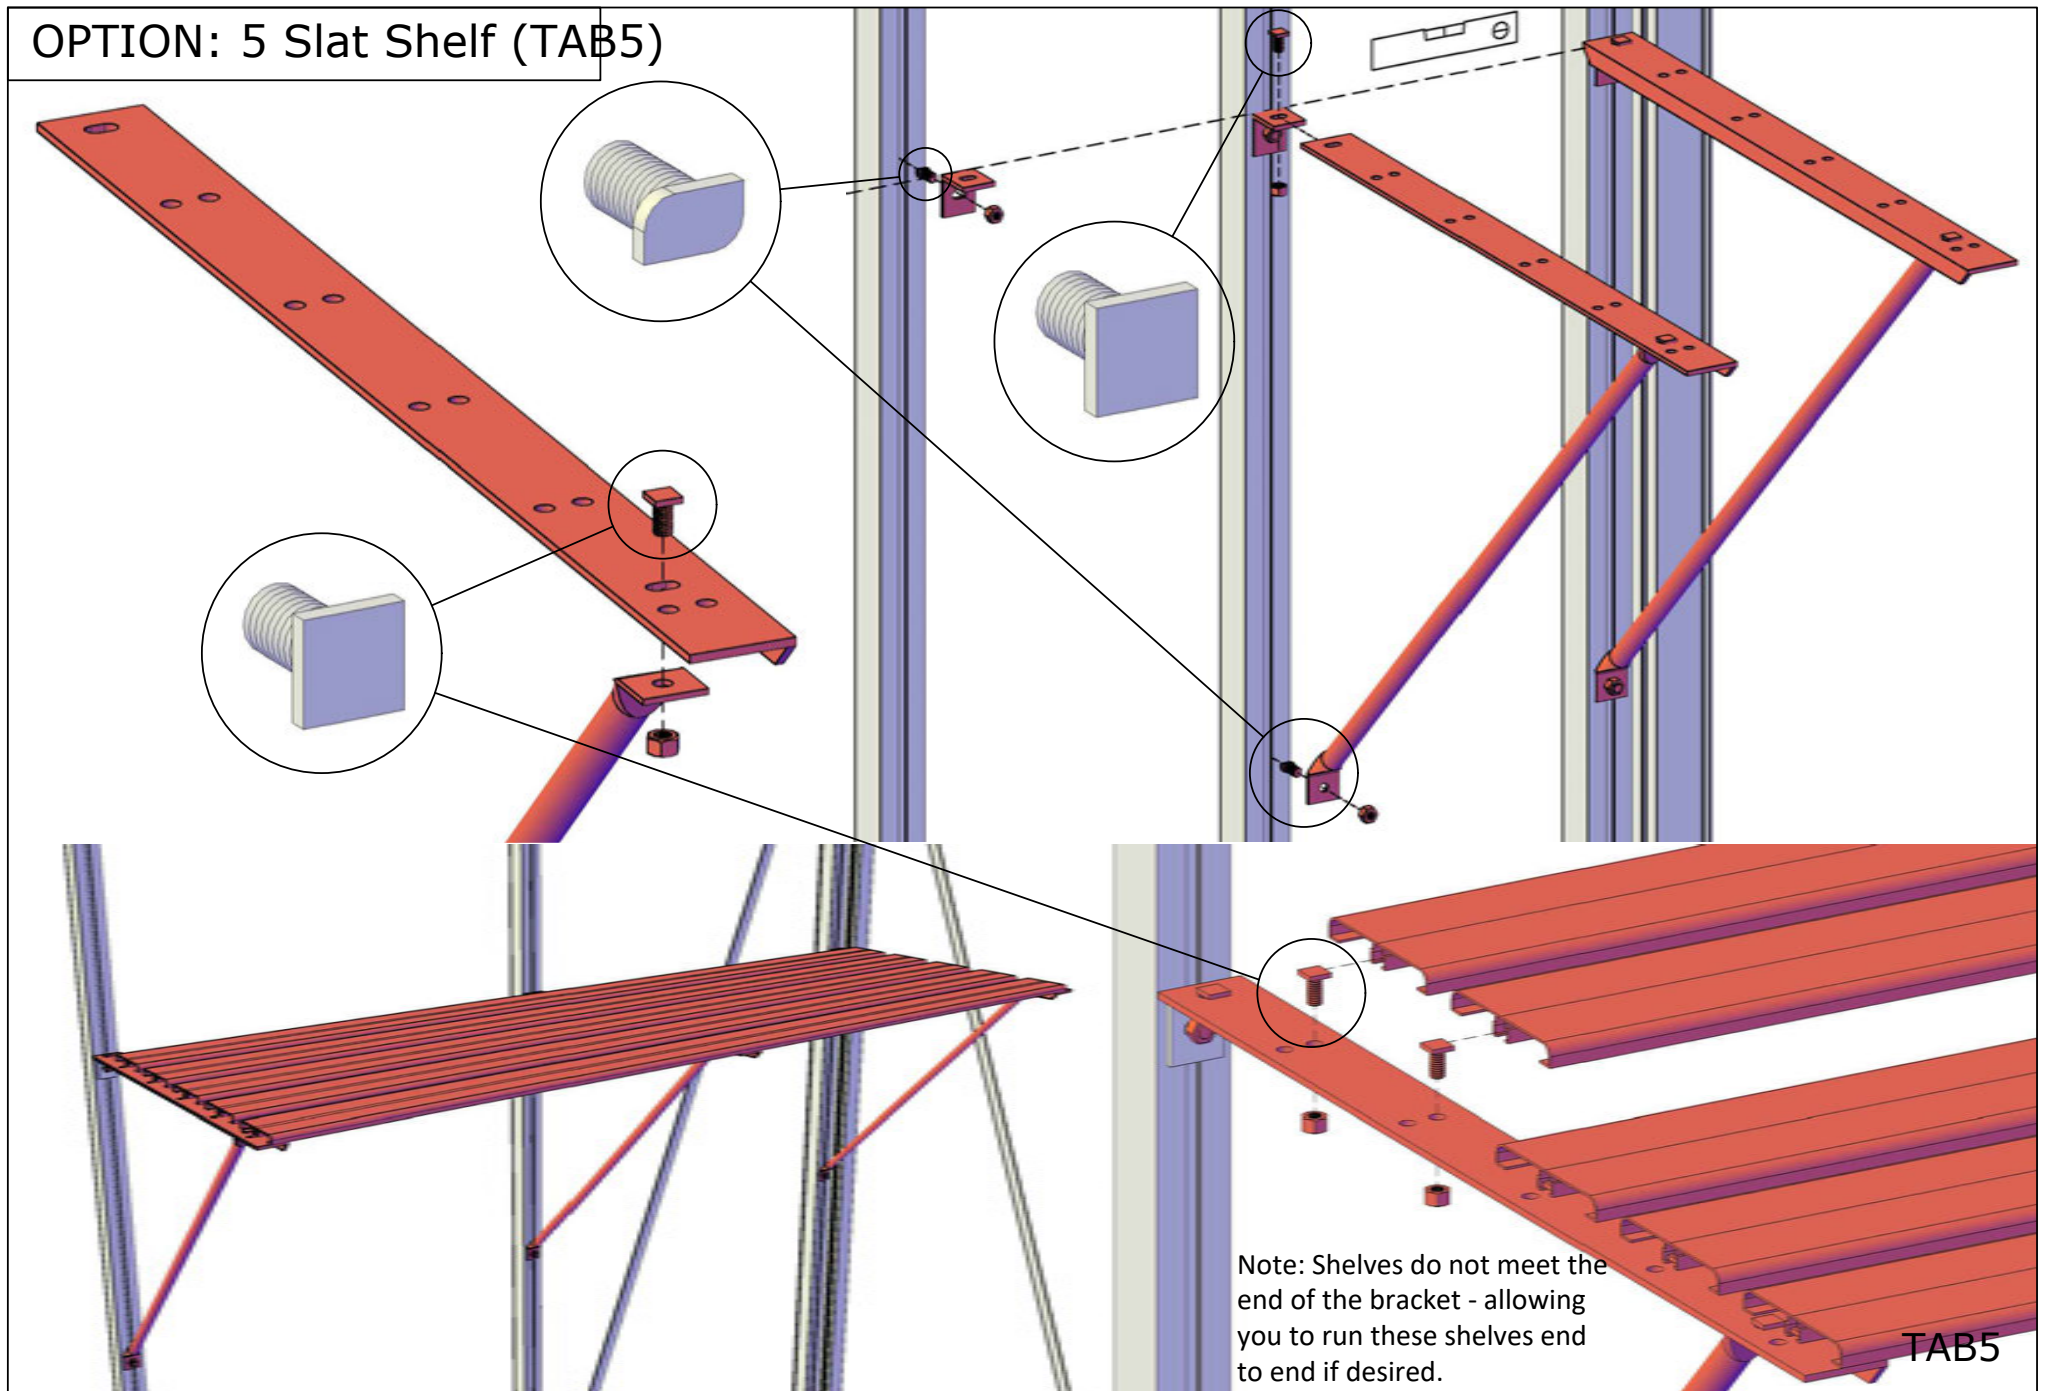 OPTION: 5 Slat Shelf (TAB5)
Note: Shelves do not meet the
end of the bracket - allowing
you to run these shelves end
to end if desired.
TAB5